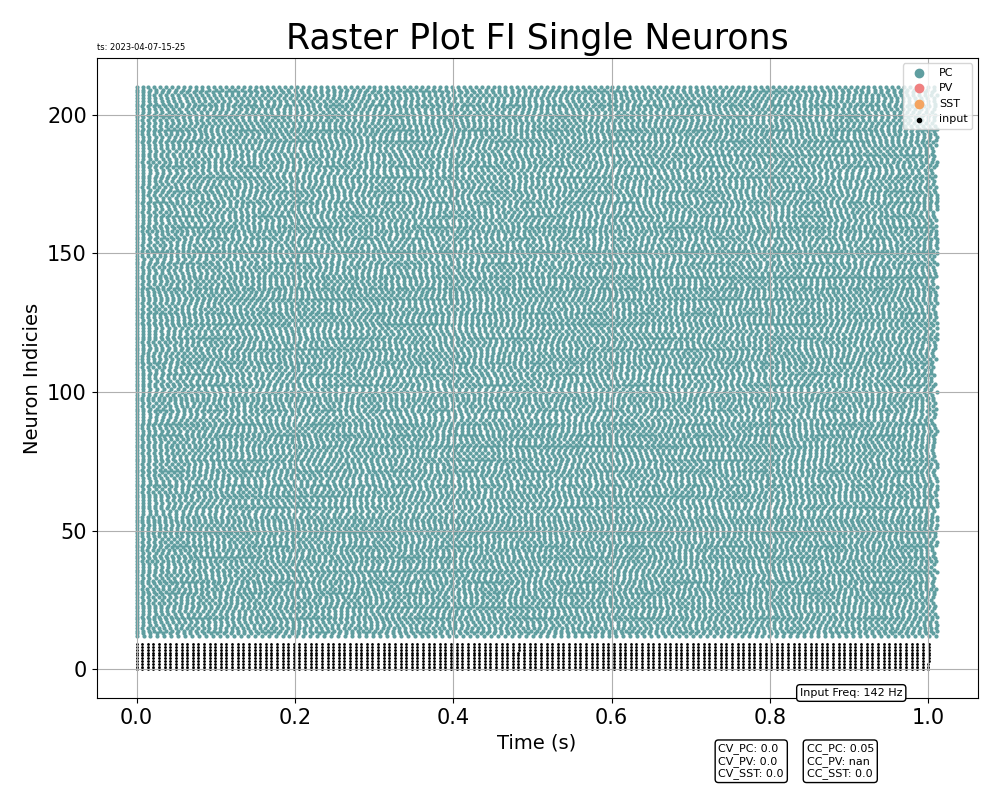 Raster Plot FI Single Neurons
ts: 2023-04-07-15-25
PC
PV
SST
input
200
150
100
50
0
Neuron Indicies
Input Freq: 142 Hz
0.0 0.2 0.4 0.6 0.8 1.0
Time (s)
CV_PC: 0.0
CV_PV: 0.0
CV_SST: 0.0
CC_PC: 0.05
CC_PV: nan
CC_SST: 0.0